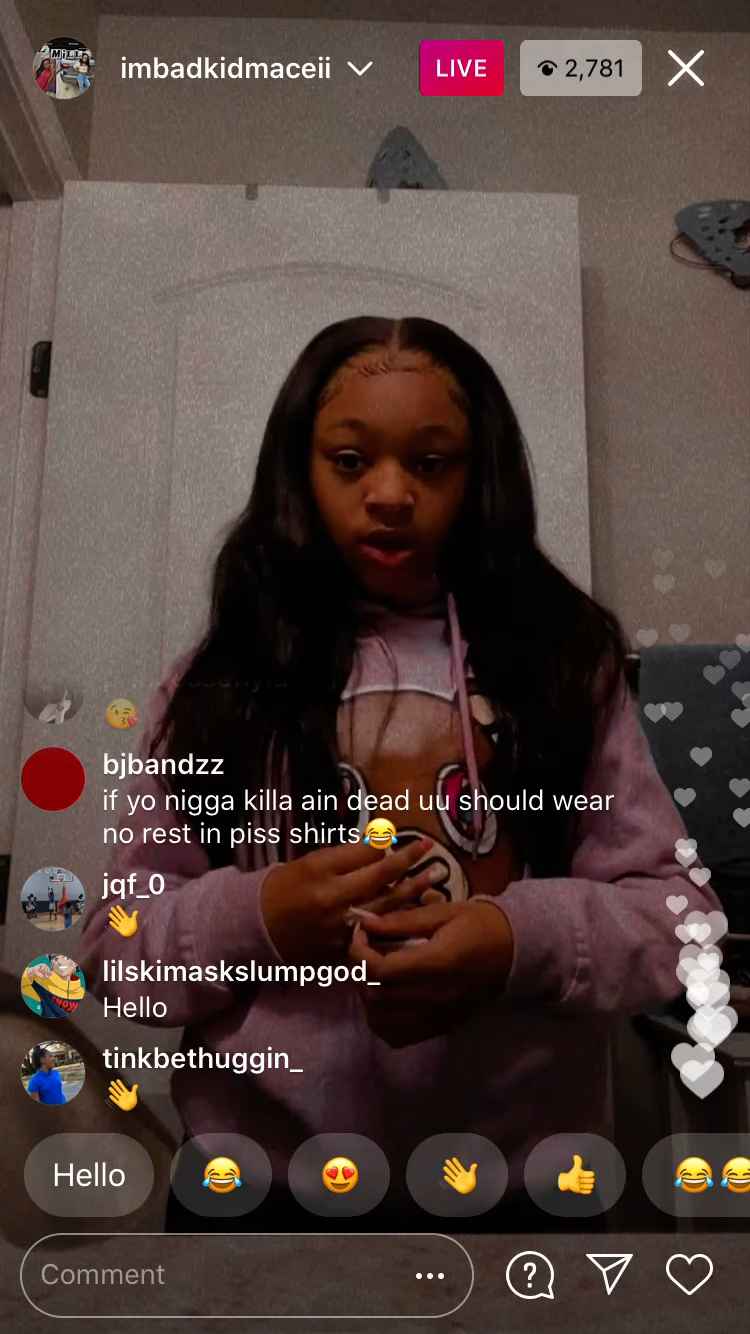 imbadkidmaceii
LIVE
2,781
bjbandzz
if yo nigga killa ain dead uu should wear
no rest in piss shirts😂
jqf_0
👋
lilskimaskslumpgod_
Hello
tinkbethuggin_
👋
Hello
Comment